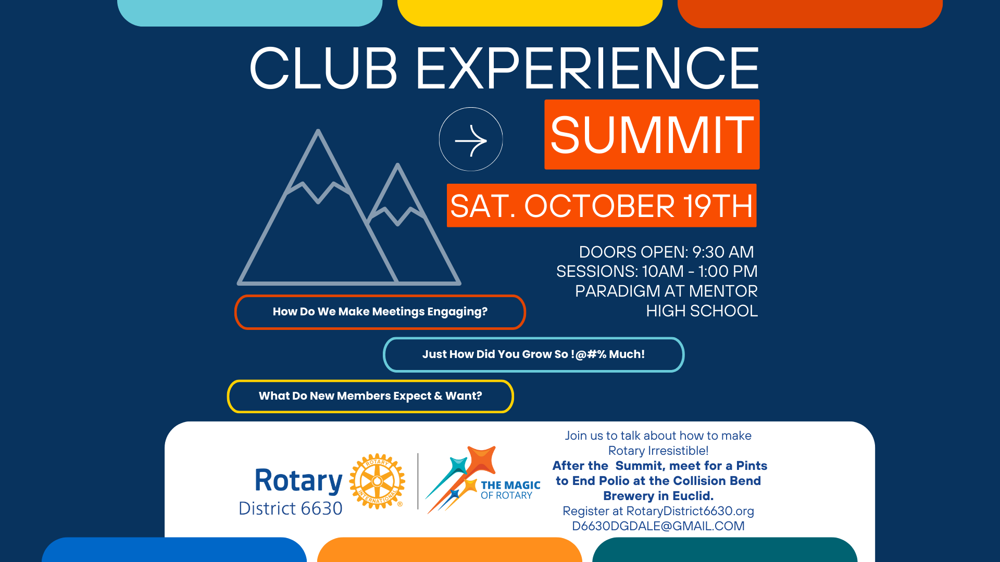 CLUB EXPERIENCE
SUMMIT
SAT. OCTOBER 19TH
DOORS OPEN: 9:30 AM
SESSIONS: 10AM - 1:00 PM
PARADIGM AT MENTOR
HIGH SCHOOL
How Do We Make Meetings Engaging?
Just How Did You Grow So !@#% Much!
What Do New Members Expect & Want?
Rotary
District 6630
ROTARY
INTERNATIONAL
®
THE MAGIC
OF ROTARY
Join us to talk about how to make
Rotary Irresistible!
After the  Summit, meet for a Pints
to End Polio at the Collision Bend
Brewery in Euclid.
Register at RotaryDistrict6630.org
D6630DGDALE@GMAIL.COM